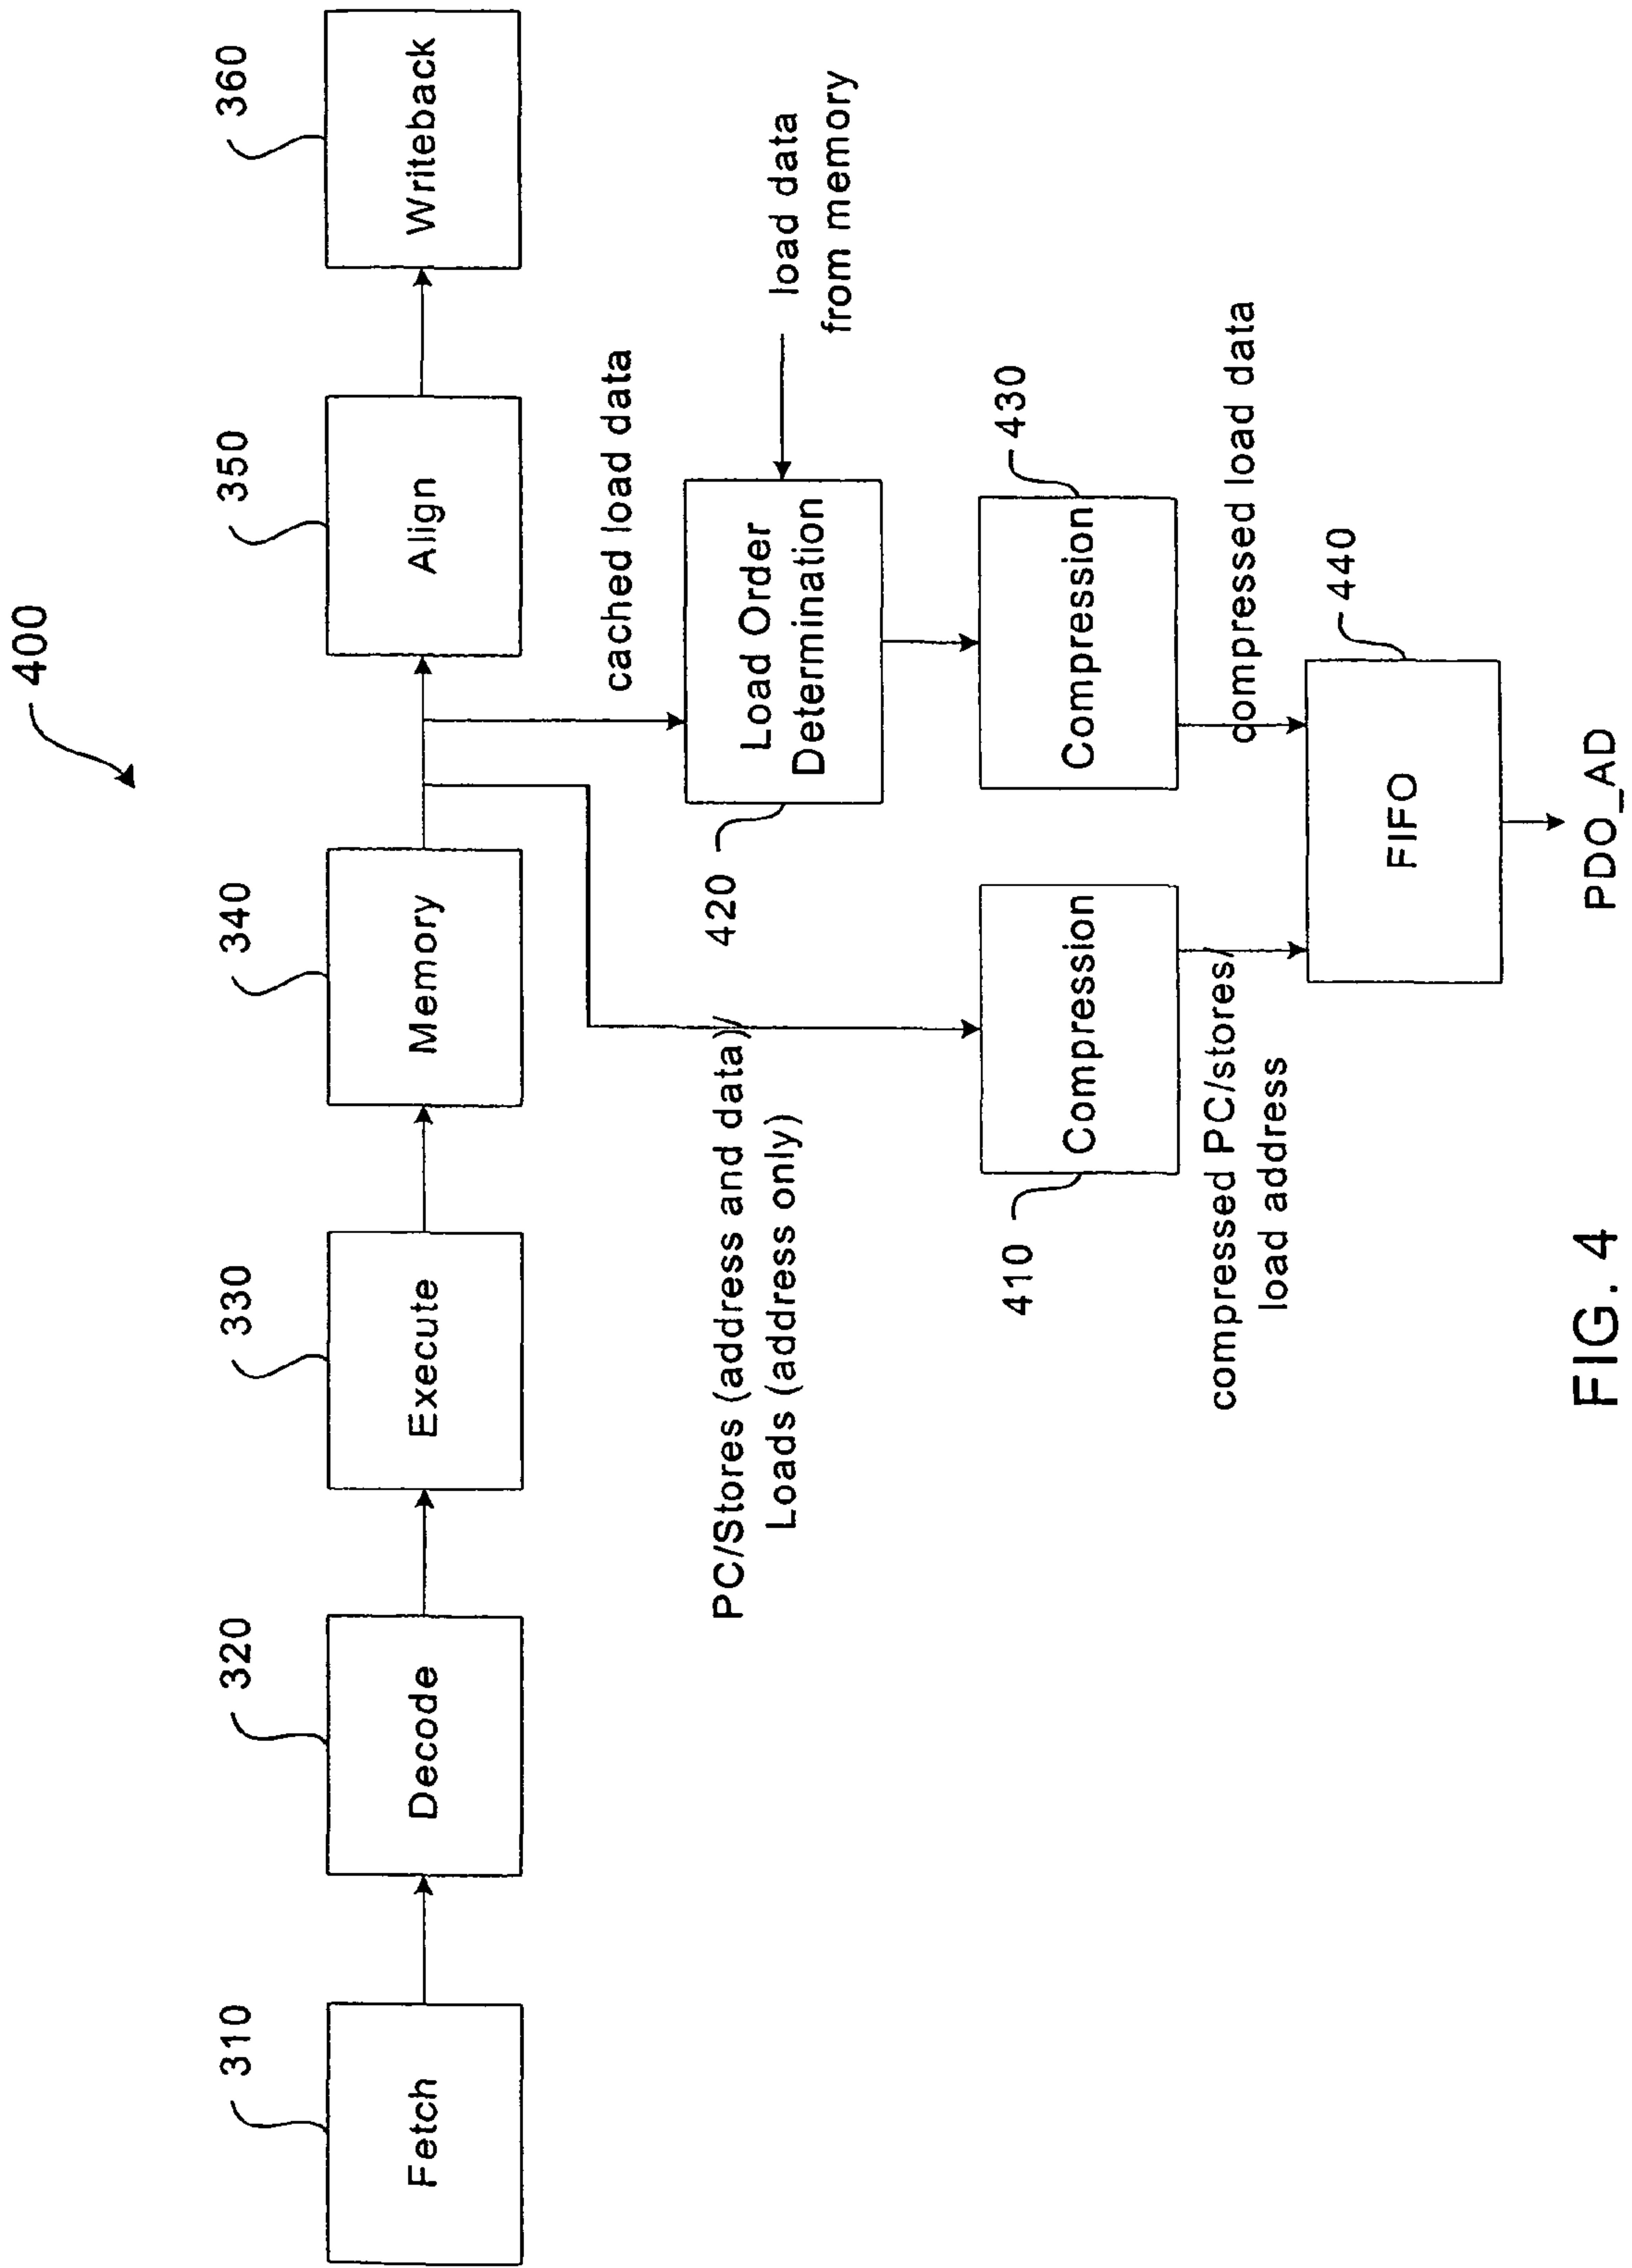 400
310
320
330
340
350
360
Fetch
Decode
Execute
Memory
Align
Writeback
cached load data
PC/Stores (address and data)/
Loads (address only)
420
Load Order
Determination
load data
from memory
410
Compression
430
Compression
compressed PC/stores/
load address
compressed load data
440
FIFO
PDO_AD
FIG. 4